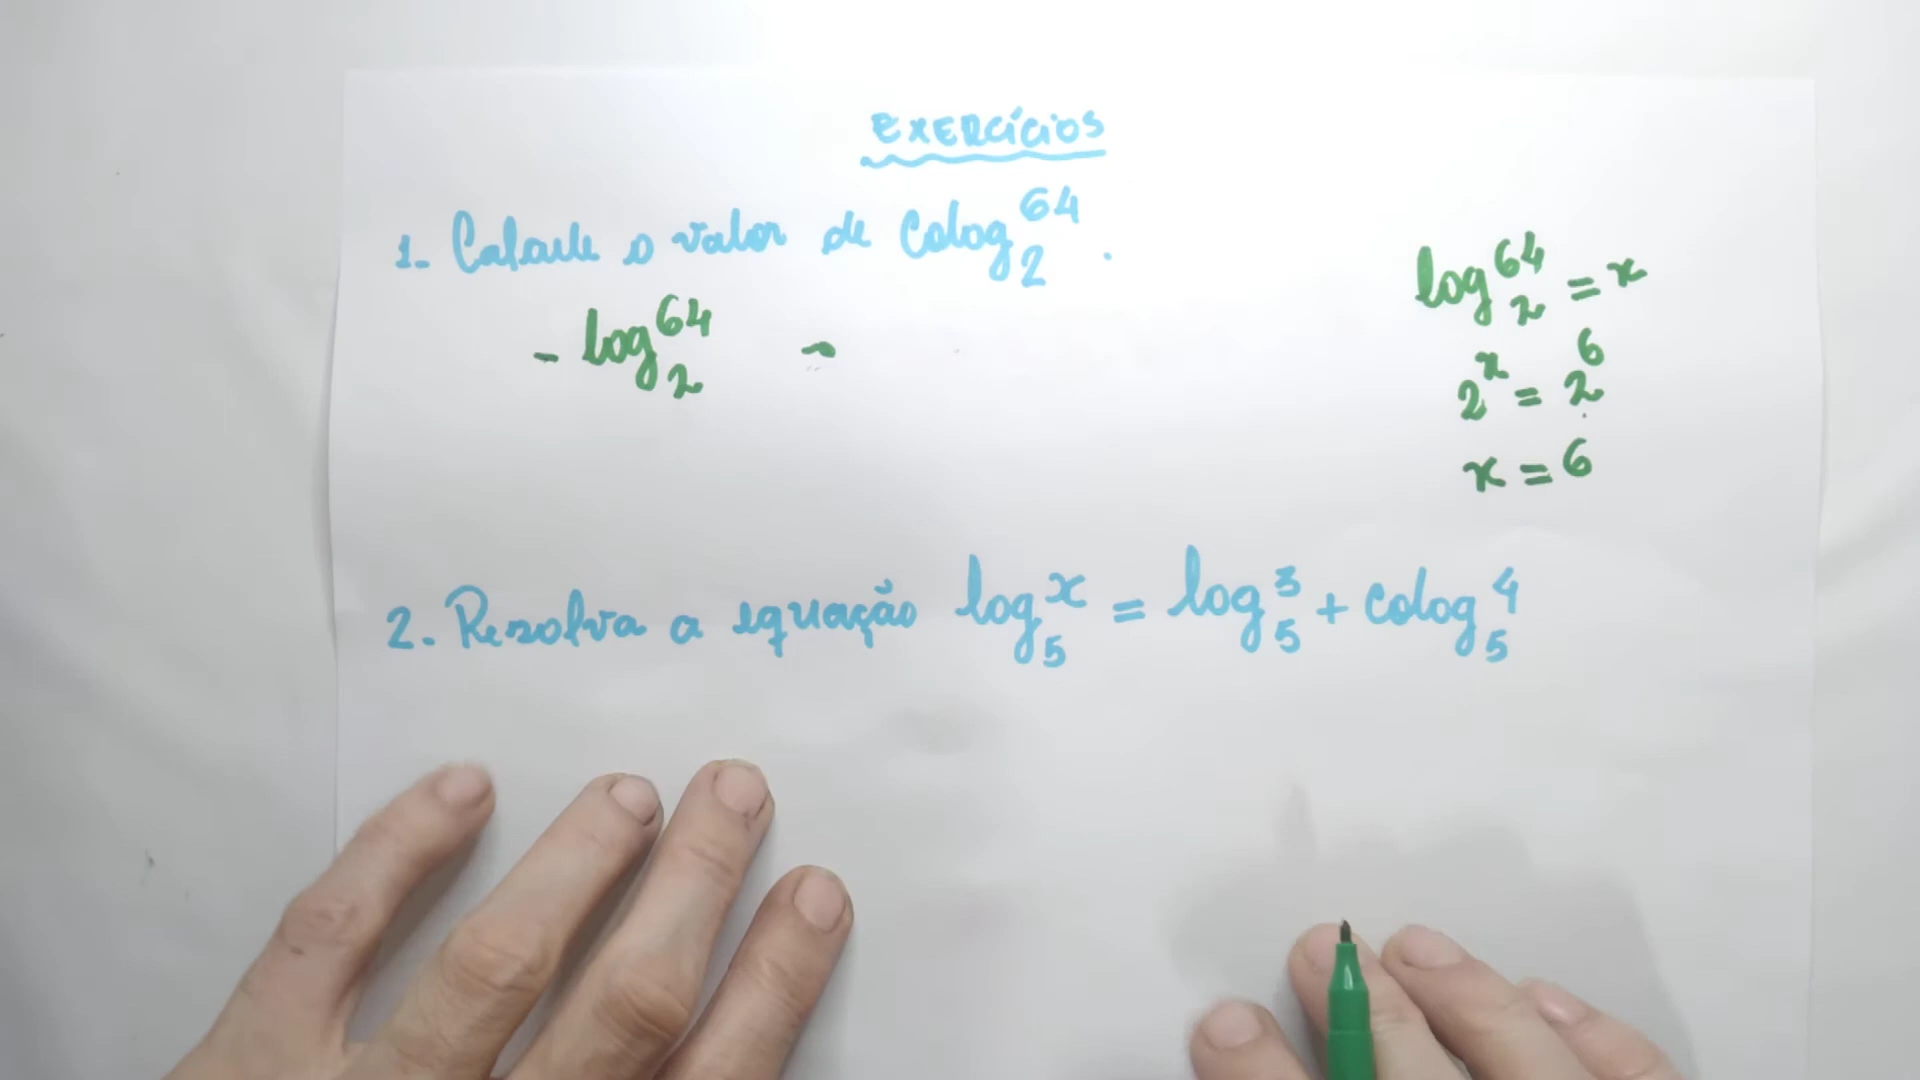 EXERCÍCIOS
1- Calcule o valor de Colog₂⁶⁴.
- log₂⁶⁴ -
log₂⁶⁴ = x
2ˣ = 2⁶
x = 6
2. Resolva a equação log₅ˣ = log₅³ + colog₅⁴